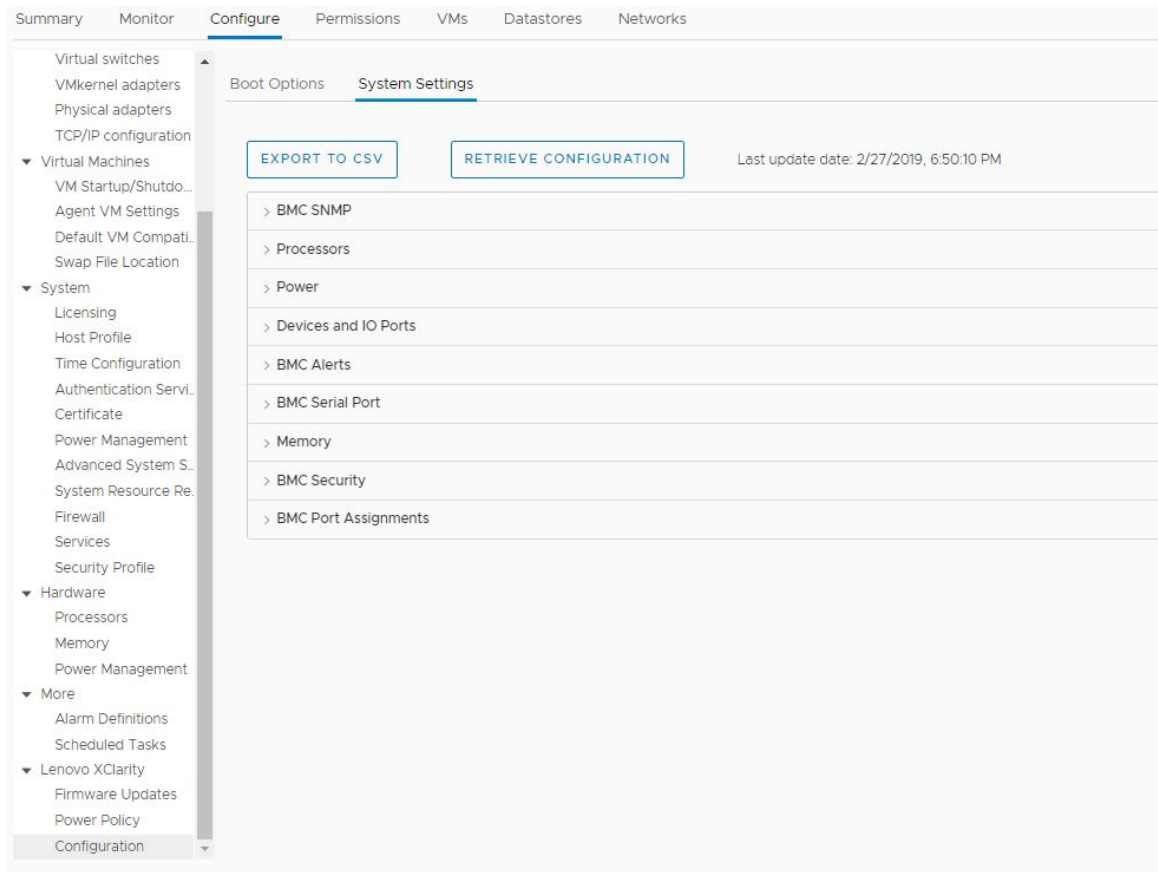 Summary Monitor Configure Permissions VMs Datastores Networks
Virtual switches
VMkernel adapters
Physical adapters
TCP/IP configuration
Virtual Machines
VM Startup/Shutdo...
Agent VM Settings
Default VM Compati..
Swap File Location
System
Licensing
Host Profile
Time Configuration
Authentication Servi..
Certificate
Power Management
Advanced System S..
System Resource Re.
Firewall
Services
Security Profile
Hardware
Processors
Memory
Power Management
More
Alarm Definitions
Scheduled Tasks
Lenovo XClarity
Firmware Updates
Power Policy
Configuration
Boot Options System Settings
EXPORT TO CSV RETRIEVE CONFIGURATION Last update date: 2/27/2019, 6:50:10 PM
BMC SNMP
Processors
Power
Devices and IO Ports
BMC Alerts
BMC Serial Port
Memory
BMC Security
BMC Port Assignments